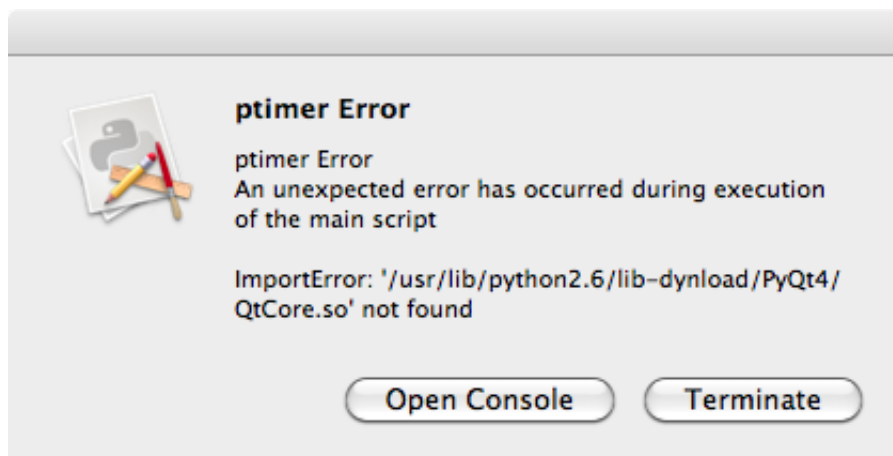 ptimer Error
ptimer Error
An unexpected error has occurred during execution
of the main script
ImportError: '/usr/lib/python2.6/lib-dynload/PyQt4/
QtCore.so' not found
Open Console
Terminate